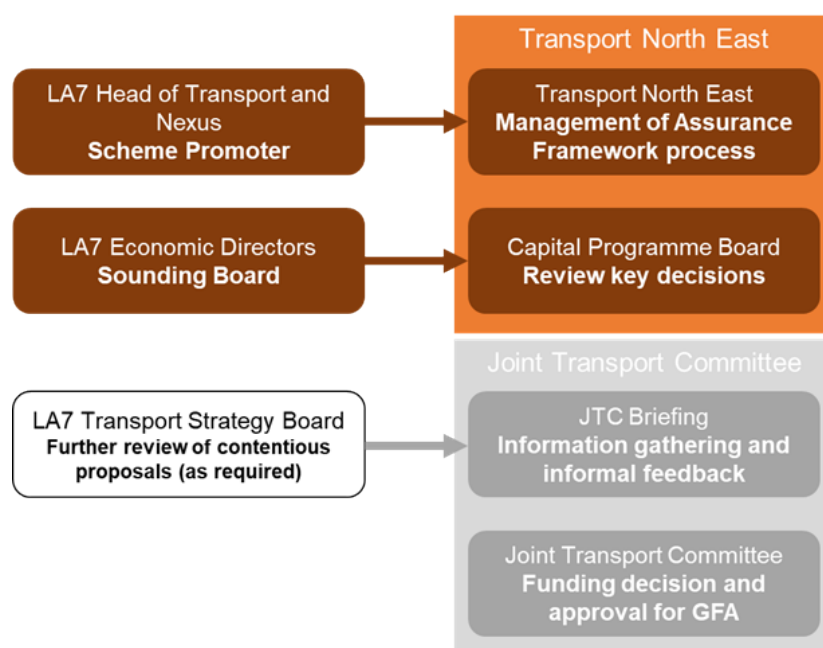 Transport North East
LA7 Head of Transport and
Nexus
Scheme Promoter
Transport North East
Management of Assurance
Framework process
LA7 Economic Directors
Sounding Board
Capital Programme Board
Review key decisions
Joint Transport Committee
LA7 Transport Strategy Board
Further review of contentious
proposals (as required)
JTC Briefing
Information gathering and
informal feedback
Joint Transport Committee
Funding decision and
approval for GFA